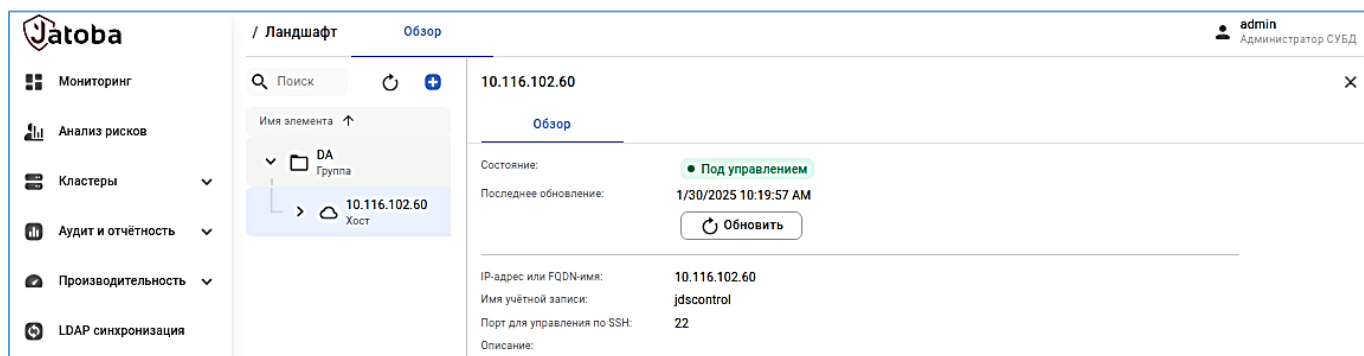 Jatoba
/ Ландшафт
Обзор
admin
Администратор СУБД
Мониторинг
Анализ рисков
Кластеры
Аудит и отчётность
Производительность
LDAP синхронизация
Поиск
Имя элемента
DA
Группа
10.116.102.60
Хост
10.116.102.60
Обзор
Состояние: Под управлением
Последнее обновление: 1/30/2025 10:19:57 AM
Обновить
IP-адрес или FQDN-имя: 10.116.102.60
Имя учётной записи: jdscontrol
Порт для управления по SSH: 22
Описание: